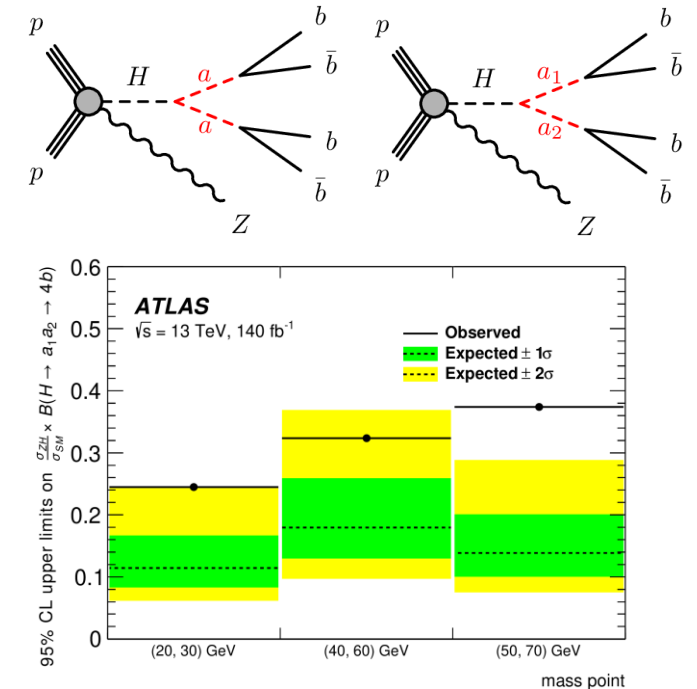 p
H
a
a
b
b̄
b
b̄
p
Z
p
H
a₁
a₂
b
b̄
b
b̄
p
Z
95% CL upper limits on σ_ZH/σ_SM × B(H → a₁a₂ → 4b)
0.6
0.5
0.4
0.3
0.2
0.1
0
ATLAS
√s = 13 TeV, 140 fb⁻¹
Observed
Expected ± 1σ
Expected ± 2σ
(20, 30) GeV
(40, 60) GeV
(50, 70) GeV
mass point